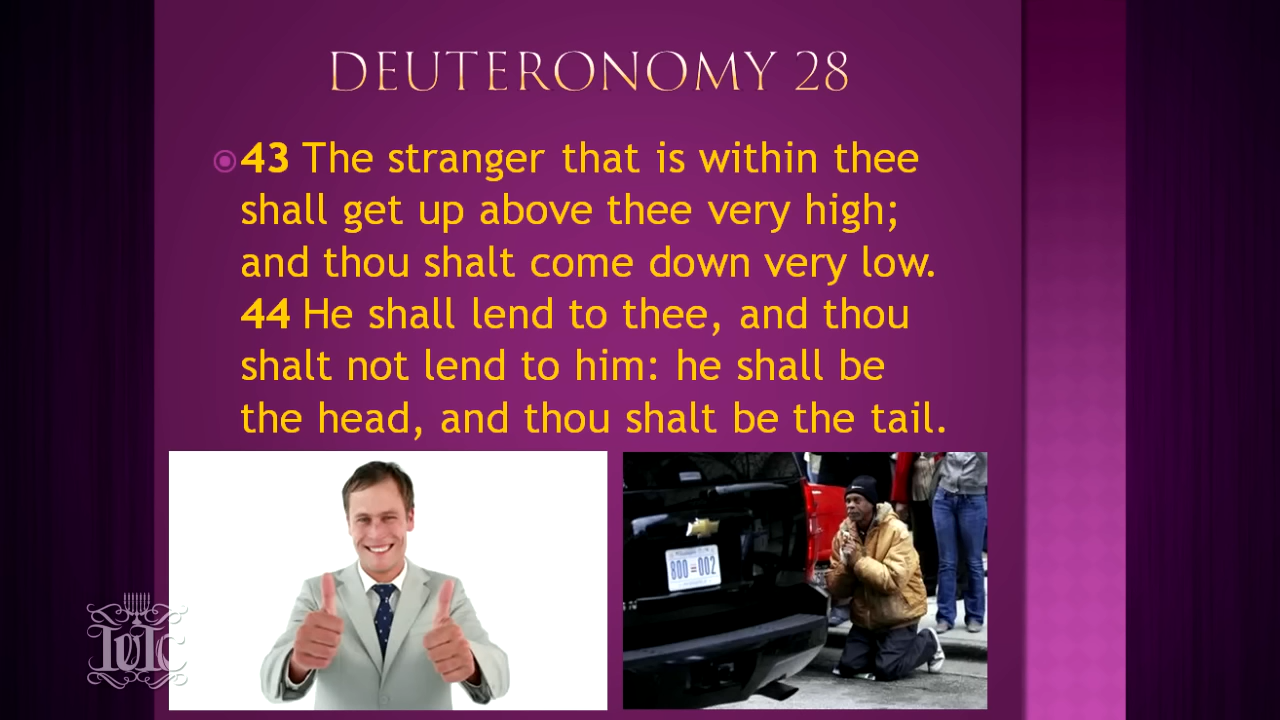 DEUTERONOMY 28
43 The stranger that is within thee
shall get up above thee very high;
and thou shalt come down very low.
44 He shall lend to thee, and thou
shalt not lend to him: he shall be
the head, and thou shalt be the tail.
800 002
IUIC